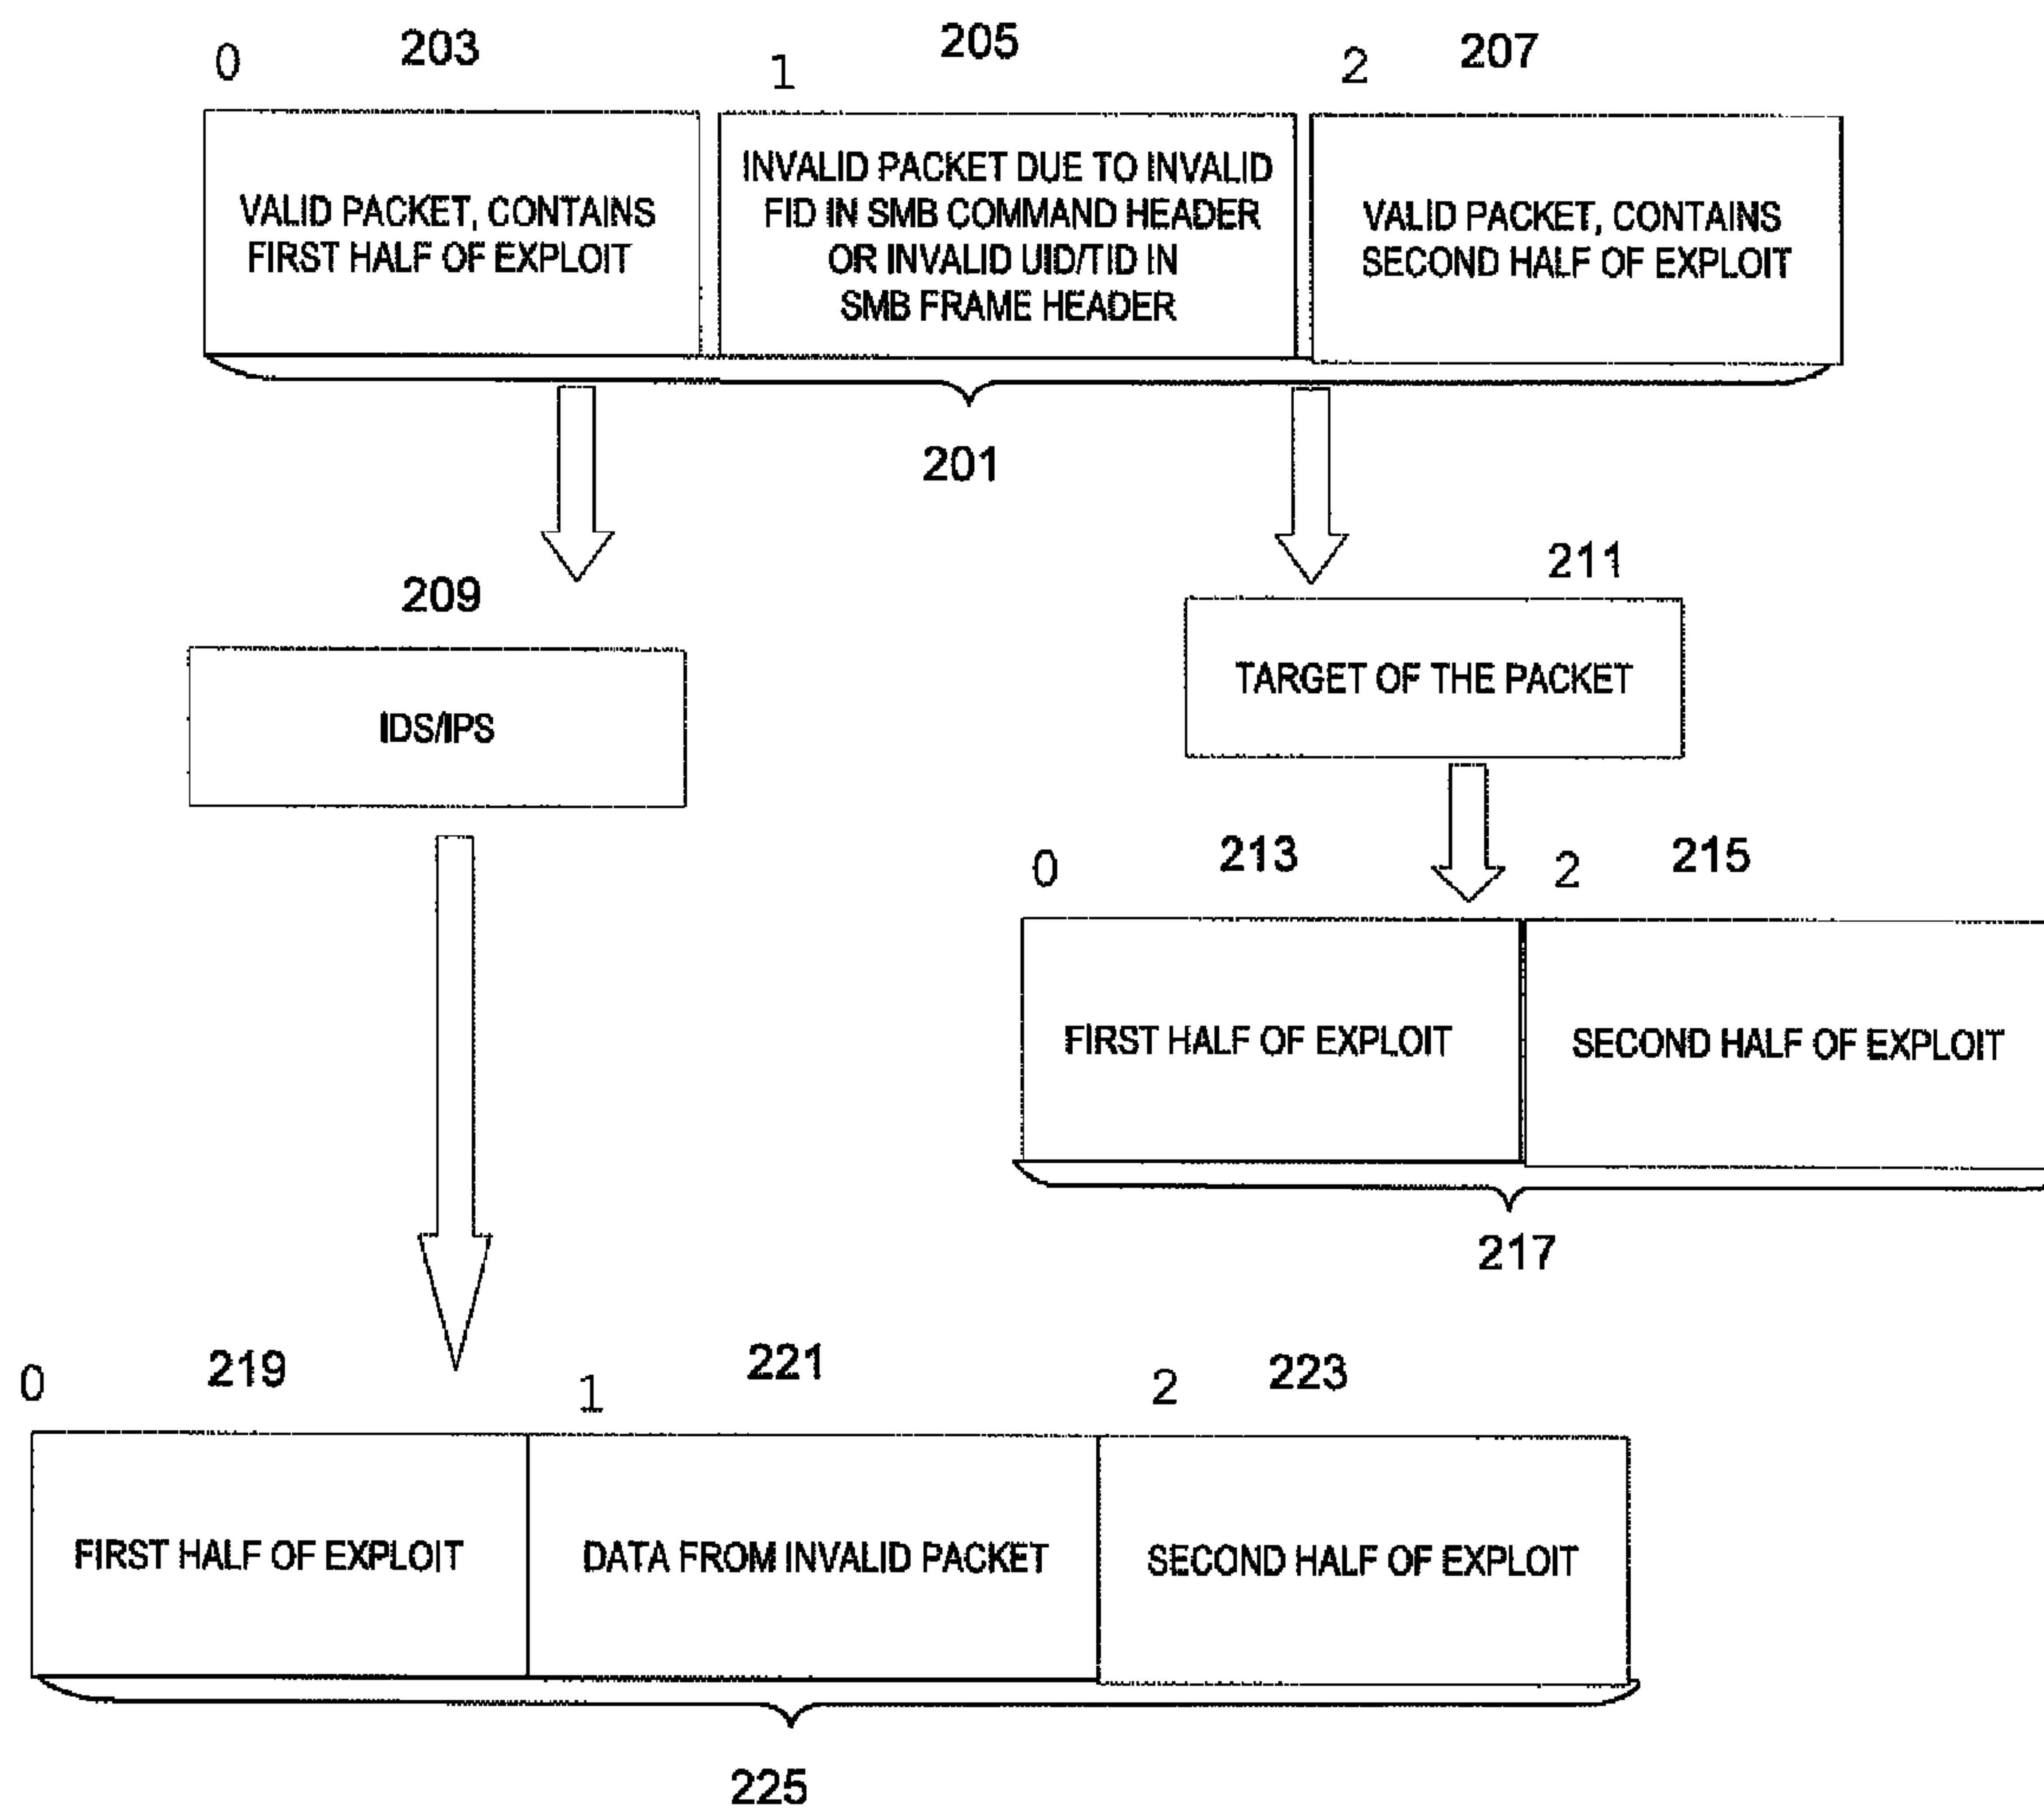 0 203 1 205 2 207
VALID PACKET, CONTAINS
FIRST HALF OF EXPLOIT
INVALID PACKET DUE TO INVALID
FID IN SMB COMMAND HEADER
OR INVALID UID/TID IN
SMB FRAME HEADER
VALID PACKET, CONTAINS
SECOND HALF OF EXPLOIT
201
209
IDS/IPS
211
TARGET OF THE PACKET
0 213 2 215
FIRST HALF OF EXPLOIT
SECOND HALF OF EXPLOIT
217
0 219 1 221 2 223
FIRST HALF OF EXPLOIT
DATA FROM INVALID PACKET
SECOND HALF OF EXPLOIT
225